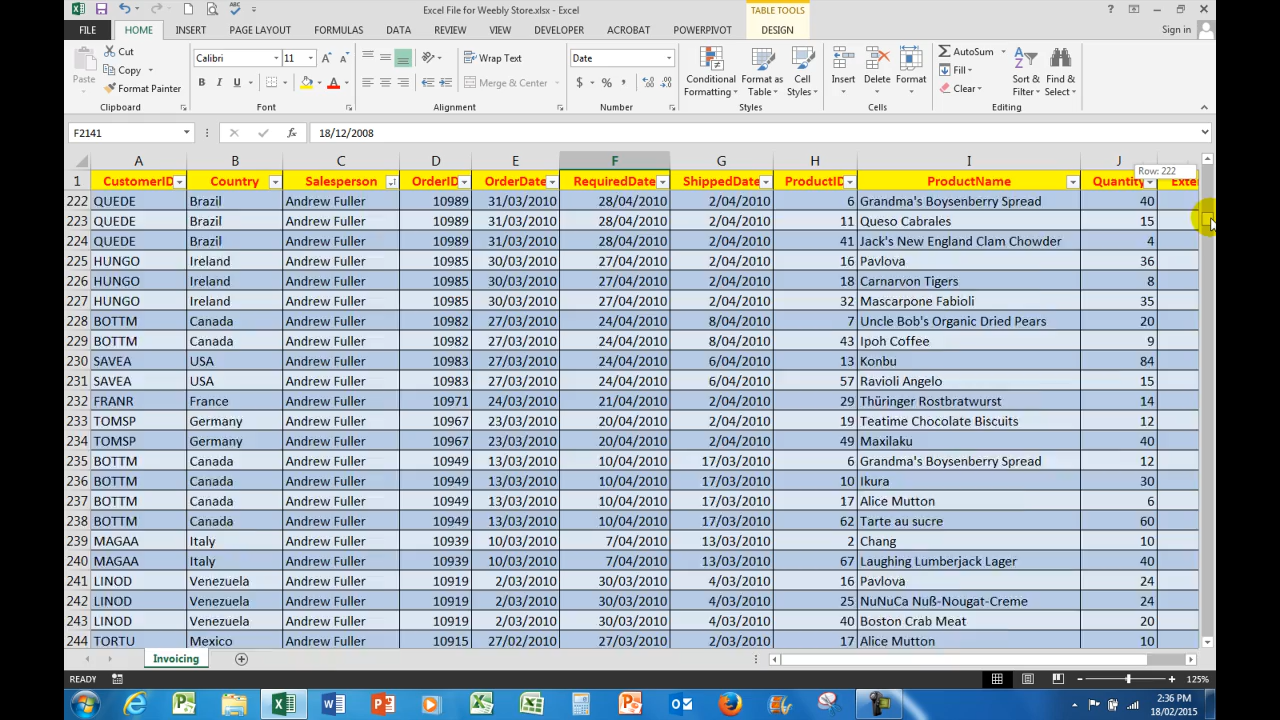 Excel File for Weebly Store.xlsx - Excel
TABLE TOOLS
FILE HOME INSERT PAGE LAYOUT FORMULAS DATA REVIEW VIEW DEVELOPER ACROBAT POWERPIVOT DESIGN Sign in
Paste Cut Copy Format Painter
Calibri 11
B I U
Wrap Text
Merge & Center
Date
$ % ,
Conditional Formatting Format as Table Cell Styles
Insert Delete Format
AutoSum Fill Clear
Sort & Filter Find & Select
Clipboard Font Alignment Number Styles Cells Editing
F2141 fx 18/12/2008
A B C D E F G H I J
1 CustomerID Country Salesperson OrderID OrderDate RequiredDate ShippedDate ProductID ProductName Quantity Exte
Row: 222
222 QUEDE Brazil Andrew Fuller 10989 31/03/2010 28/04/2010 2/04/2010 6 Grandma's Boysenberry Spread 40
223 QUEDE Brazil Andrew Fuller 10989 31/03/2010 28/04/2010 2/04/2010 11 Queso Cabrales 15
224 QUEDE Brazil Andrew Fuller 10989 31/03/2010 28/04/2010 2/04/2010 41 Jack's New England Clam Chowder 4
225 HUNGO Ireland Andrew Fuller 10985 30/03/2010 27/04/2010 2/04/2010 16 Pavlova 36
226 HUNGO Ireland Andrew Fuller 10985 30/03/2010 27/04/2010 2/04/2010 18 Carnarvon Tigers 8
227 HUNGO Ireland Andrew Fuller 10985 30/03/2010 27/04/2010 2/04/2010 32 Mascarpone Fabioli 35
228 BOTTM Canada Andrew Fuller 10982 27/03/2010 24/04/2010 8/04/2010 7 Uncle Bob's Organic Dried Pears 20
229 BOTTM Canada Andrew Fuller 10982 27/03/2010 24/04/2010 8/04/2010 43 Ipoh Coffee 9
230 SAVEA USA Andrew Fuller 10983 27/03/2010 24/04/2010 6/04/2010 13 Konbu 84
231 SAVEA USA Andrew Fuller 10983 27/03/2010 24/04/2010 6/04/2010 57 Ravioli Angelo 15
232 FRANR France Andrew Fuller 10971 24/03/2010 21/04/2010 2/04/2010 29 Thüringer Rostbratwurst 14
233 TOMSP Germany Andrew Fuller 10967 23/03/2010 20/04/2010 2/04/2010 19 Teatime Chocolate Biscuits 12
234 TOMSP Germany Andrew Fuller 10967 23/03/2010 20/04/2010 2/04/2010 49 Maxilaku 40
235 BOTTM Canada Andrew Fuller 10949 13/03/2010 10/04/2010 17/03/2010 6 Grandma's Boysenberry Spread 12
236 BOTTM Canada Andrew Fuller 10949 13/03/2010 10/04/2010 17/03/2010 10 Ikura 30
237 BOTTM Canada Andrew Fuller 10949 13/03/2010 10/04/2010 17/03/2010 17 Alice Mutton 6
238 BOTTM Canada Andrew Fuller 10949 13/03/2010 10/04/2010 17/03/2010 62 Tarte au sucre 60
239 MAGAA Italy Andrew Fuller 10939 10/03/2010 7/04/2010 13/03/2010 2 Chang 10
240 MAGAA Italy Andrew Fuller 10939 10/03/2010 7/04/2010 13/03/2010 67 Laughing Lumberjack Lager 40
241 LINOD Venezuela Andrew Fuller 10919 2/03/2010 30/03/2010 4/03/2010 16 Pavlova 24
242 LINOD Venezuela Andrew Fuller 10919 2/03/2010 30/03/2010 4/03/2010 25 NuNuCa Nuß-Nougat-Creme 24
243 LINOD Venezuela Andrew Fuller 10919 2/03/2010 30/03/2010 4/03/2010 40 Boston Crab Meat 20
244 TORTU Mexico Andrew Fuller 10915 27/02/2010 27/03/2010 2/03/2010 17 Alice Mutton 10
Invoicing
READY 125%
2:36 PM
18/02/2015